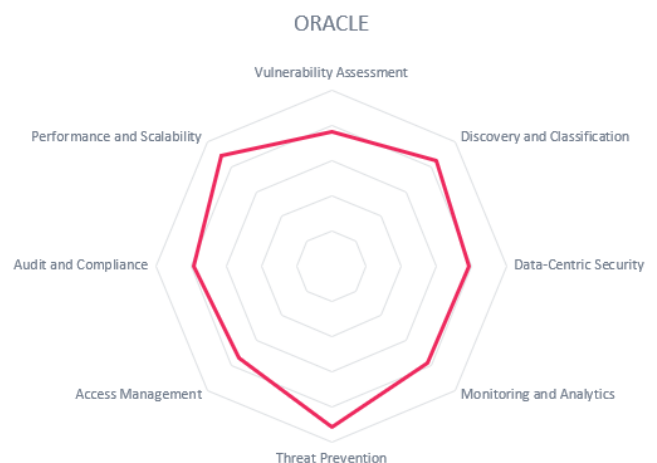 ORACLE
Vulnerability Assessment
Performance and Scalability
Discovery and Classification
Audit and Compliance
Data-Centric Security
Access Management
Monitoring and Analytics
Threat Prevention